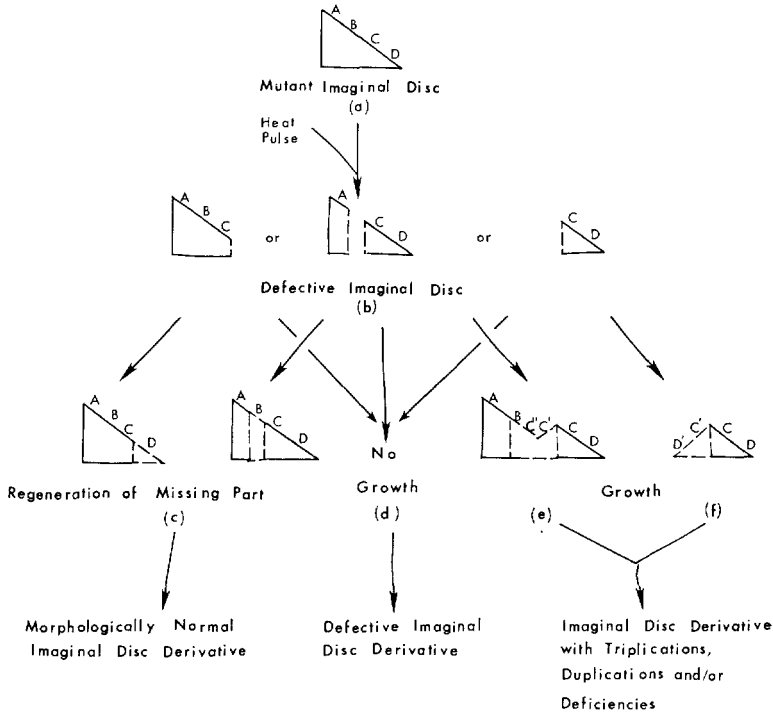 A
B
C
D
Mutant Imaginal Disc
(a)
Heat
Pulse
A
B
C
or
A
C
D
or
C
D
Defective Imaginal Disc
(b)
A
B
C
D
A
B
C
D
No
Growth
(d)
A
B
C" C'
C
D
D'
C'
C
D
Regeneration of Missing Part
(c)
Growth
(e)
(f)
Morphologically Normal
Imaginal Disc Derivative
Defective Imaginal
Disc Derivative
Imaginal Disc Derivative
with Triplications,
Duplications and/or
Deficiencies